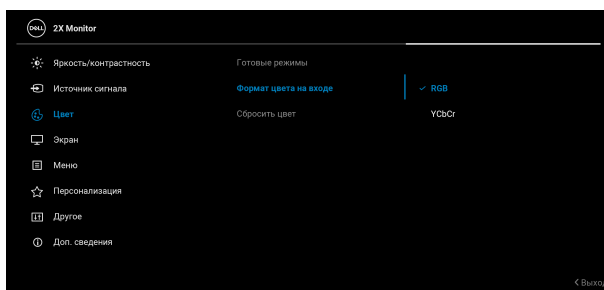 DELL 2X Monitor
Яркость/контрастность Готовые режимы
Источник сигнала Формат цвета на входе RGB
Цвет Сбросить цвет YCbCr
Экран
Меню
Персонализация
Другое
Доп. сведения
Выход